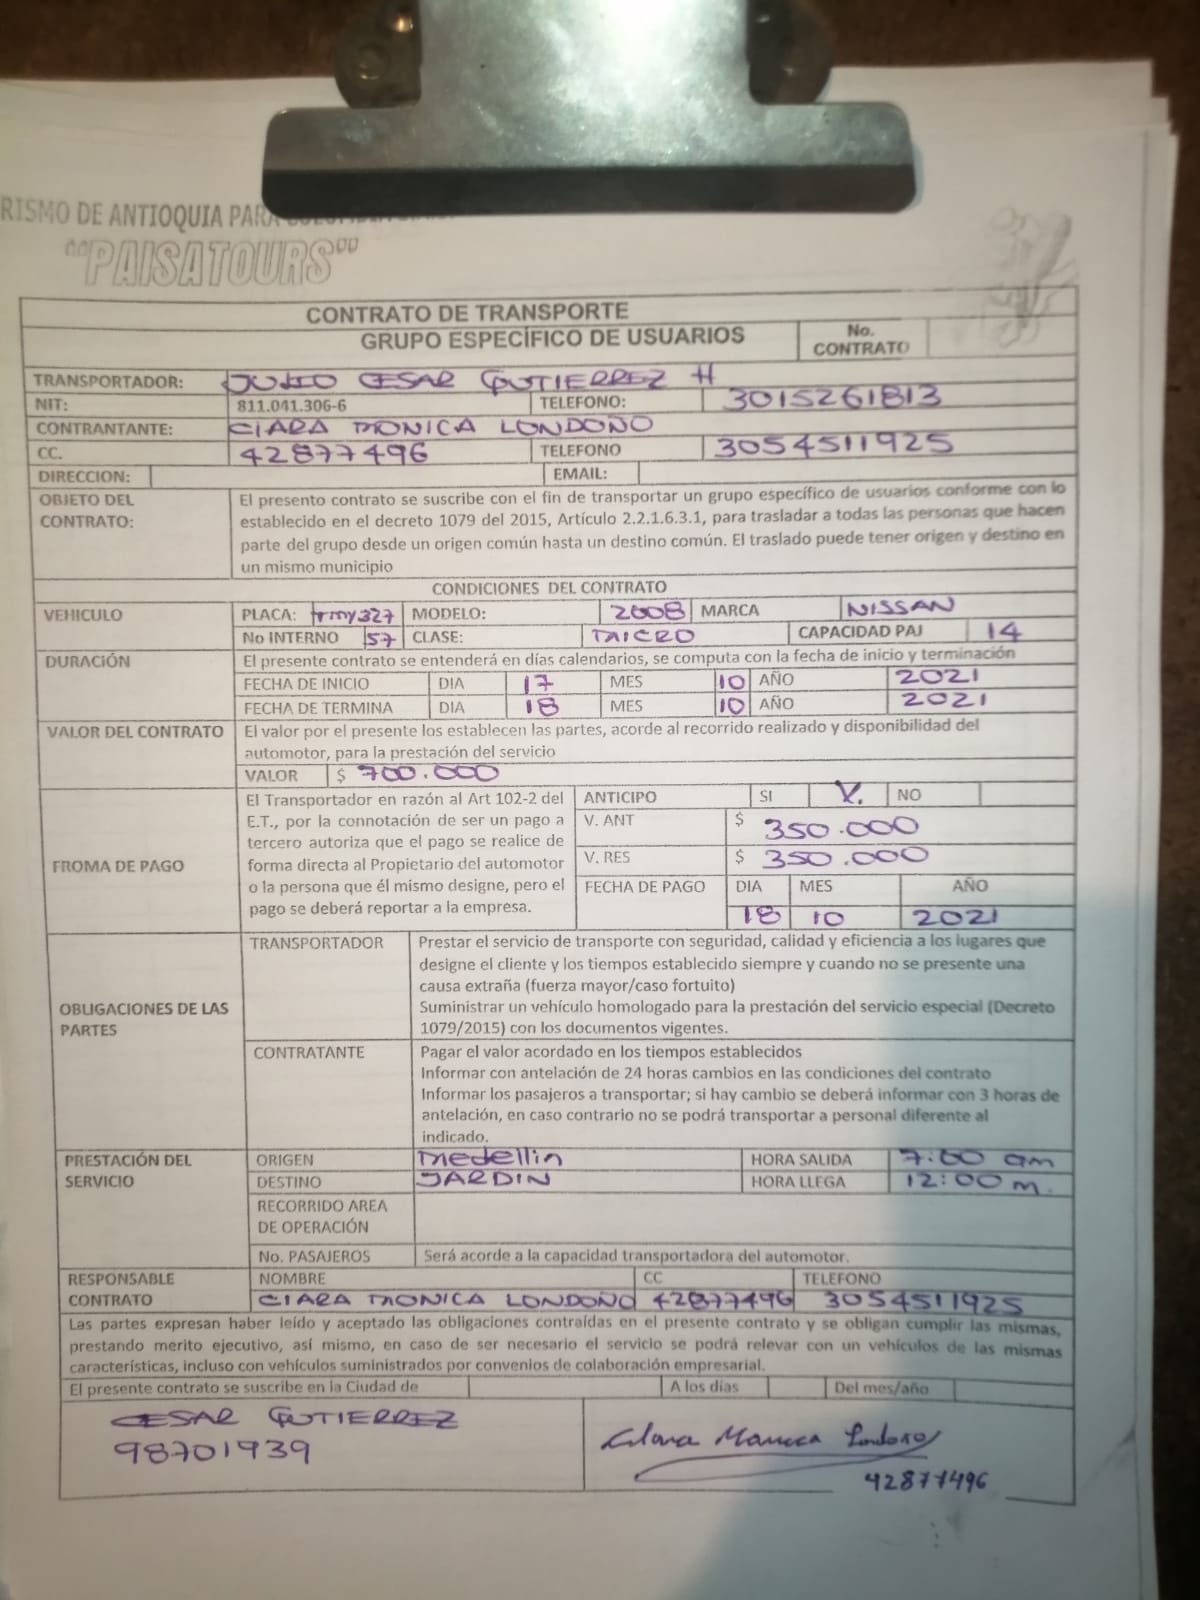 RISMO DE ANTIOQUIA PARA
"PAISATOURS"
CONTRATO DE TRANSPORTE
GRUPO ESPECÍFICO DE USUARIOS
No. CONTRATO
TRANSPORTADOR: JULIO CESAR GUTIERREZ H
NIT: 811.041.306-6 TELEFONO: 3015261813
CONTRANTANTE: CLARA MONICA LONDOÑO
CC. 42877496 TELEFONO 3054511925
DIRECCION: EMAIL:
OBJETO DEL CONTRATO:
El presento contrato se suscribe con el fin de transportar un grupo específico de usuarios conforme con lo
establecido en el decreto 1079 del 2015, Artículo 2.2.1.6.3.1, para trasladar a todas las personas que hacen
parte del grupo desde un origen común hasta un destino común. El traslado puede tener origen y destino en
un mismo municipio
CONDICIONES DEL CONTRATO
VEHICULO PLACA: trmy327 MODELO: 2008 MARCA NISSAN
No INTERNO 57 CLASE: MICRO CAPACIDAD PAJ 14
DURACIÓN El presente contrato se entenderá en días calendarios, se computa con la fecha de inicio y terminación
FECHA DE INICIO DIA 17 MES 10 AÑO 2021
FECHA DE TERMINA DIA 18 MES 10 AÑO 2021
VALOR DEL CONTRATO El valor por el presente los establecen las partes, acorde al recorrido realizado y disponibilidad del
automotor, para la prestación del servicio
VALOR $ 700.000
FROMA DE PAGO
El Transportador en razón al Art 102-2 del
E.T., por la connotación de ser un pago a
tercero autoriza que el pago se realice de
forma directa al Propietario del automotor
o la persona que él mismo designe, pero el
pago se deberá reportar a la empresa.
ANTICIPO SI X. NO
V. ANT $ 350.000
V. RES $ 350.000
FECHA DE PAGO DIA MES AÑO
18 10 2021
OBLIGACIONES DE LAS PARTES
TRANSPORTADOR Prestar el servicio de transporte con seguridad, calidad y eficiencia a los lugares que
designe el cliente y los tiempos establecido siempre y cuando no se presente una
causa extraña (fuerza mayor/caso fortuito)
Suministrar un vehículo homologado para la prestación del servicio especial (Decreto
1079/2015) con los documentos vigentes.
CONTRATANTE Pagar el valor acordado en los tiempos establecidos
Informar con antelación de 24 horas cambios en las condiciones del contrato
Informar los pasajeros a transportar; si hay cambio se deberá informar con 3 horas de
antelación, en caso contrario no se podrá transportar a personal diferente al
indicado.
PRESTACIÓN DEL SERVICIO
ORIGEN Medellin HORA SALIDA 7:00 am
DESTINO JARDIN HORA LLEGA 12:00 m.
RECORRIDO AREA
DE OPERACIÓN
No. PASAJEROS Será acorde a la capacidad transportadora del automotor.
RESPONSABLE NOMBRE CC TELEFONO
CONTRATO CLARA MONICA LONDOÑO 42877496 3054511925
Las partes expresan haber leído y aceptado las obligaciones contraídas en el presente contrato y se obligan cumplir las mismas,
prestando merito ejecutivo, así mismo, en caso de ser necesario el servicio se podrá relevar con un vehículos de las mismas
características, incluso con vehículos suministrados por convenios de colaboración empresarial.
El presente contrato se suscribe en la Ciudad de A los días Del mes/año
CESAR GUTIERREZ
98701939
Clara Monica Londoño
42877496